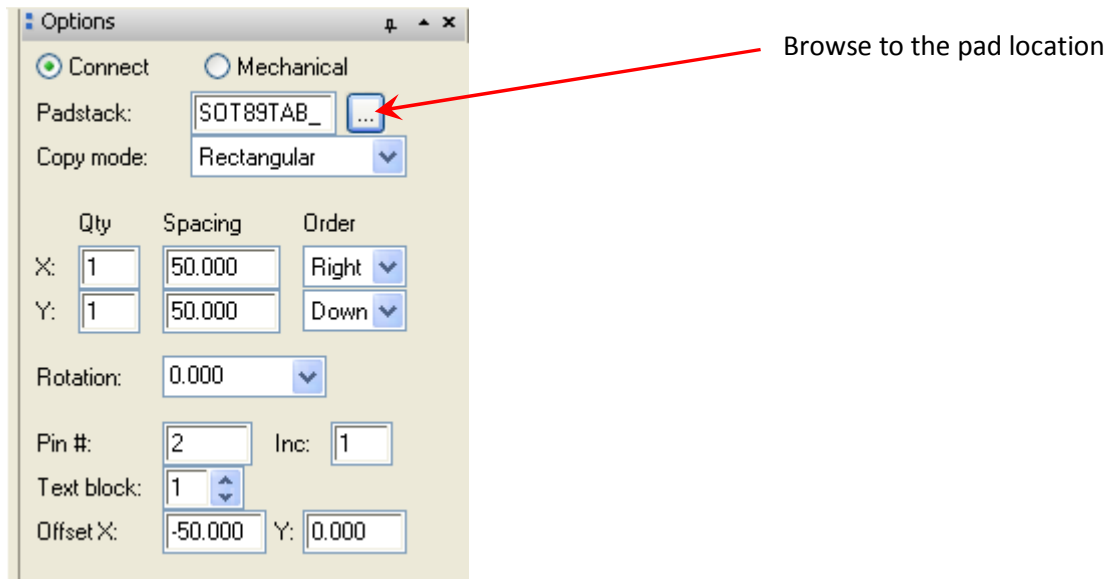 Options
Browse to the pad location
Connect Mechanical
Padstack: SOT89TAB_ ...
Copy mode: Rectangular
Qty Spacing Order
X: 1 50.000 Right
Y: 1 50.000 Down
Rotation: 0.000
Pin #: 2 Inc: 1
Text block: 1
Offset X: -50.000 Y: 0.000